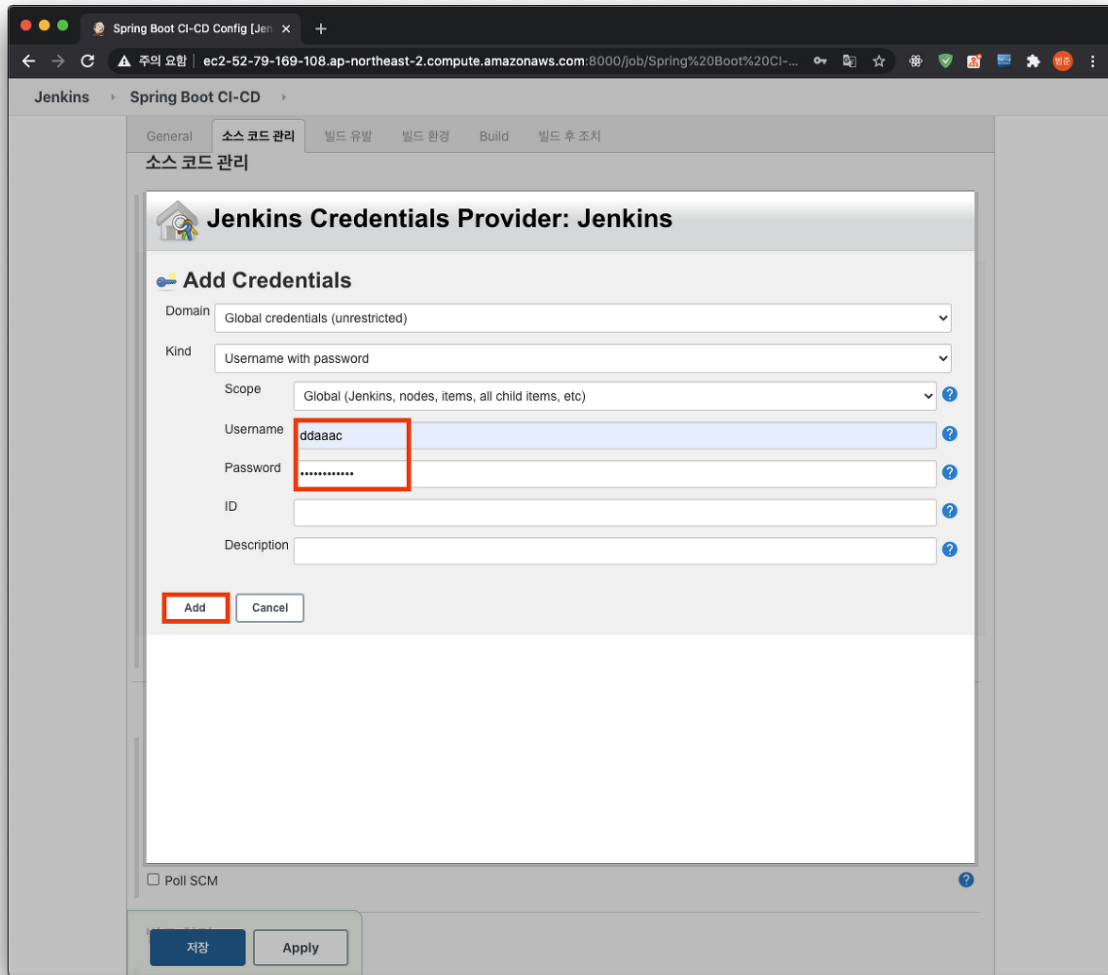 Spring Boot CI-CD Config [Jen
주의 요함 ec2-52-79-169-108.ap-northeast-2.compute.amazonaws.com:8000/job/Spring%20Boot%20CI-... 범준
Jenkins Spring Boot CI-CD
General 소스 코드 관리 빌드 유발 빌드 환경 Build 빌드 후 조치
소스 코드 관리
Jenkins Credentials Provider: Jenkins
Add Credentials
Domain Global credentials (unrestricted)
Kind Username with password
Scope Global (Jenkins, nodes, items, all child items, etc)
Username ddaaac
Password ••••••••••••
ID
Description
Add Cancel
Poll SCM
저장 Apply